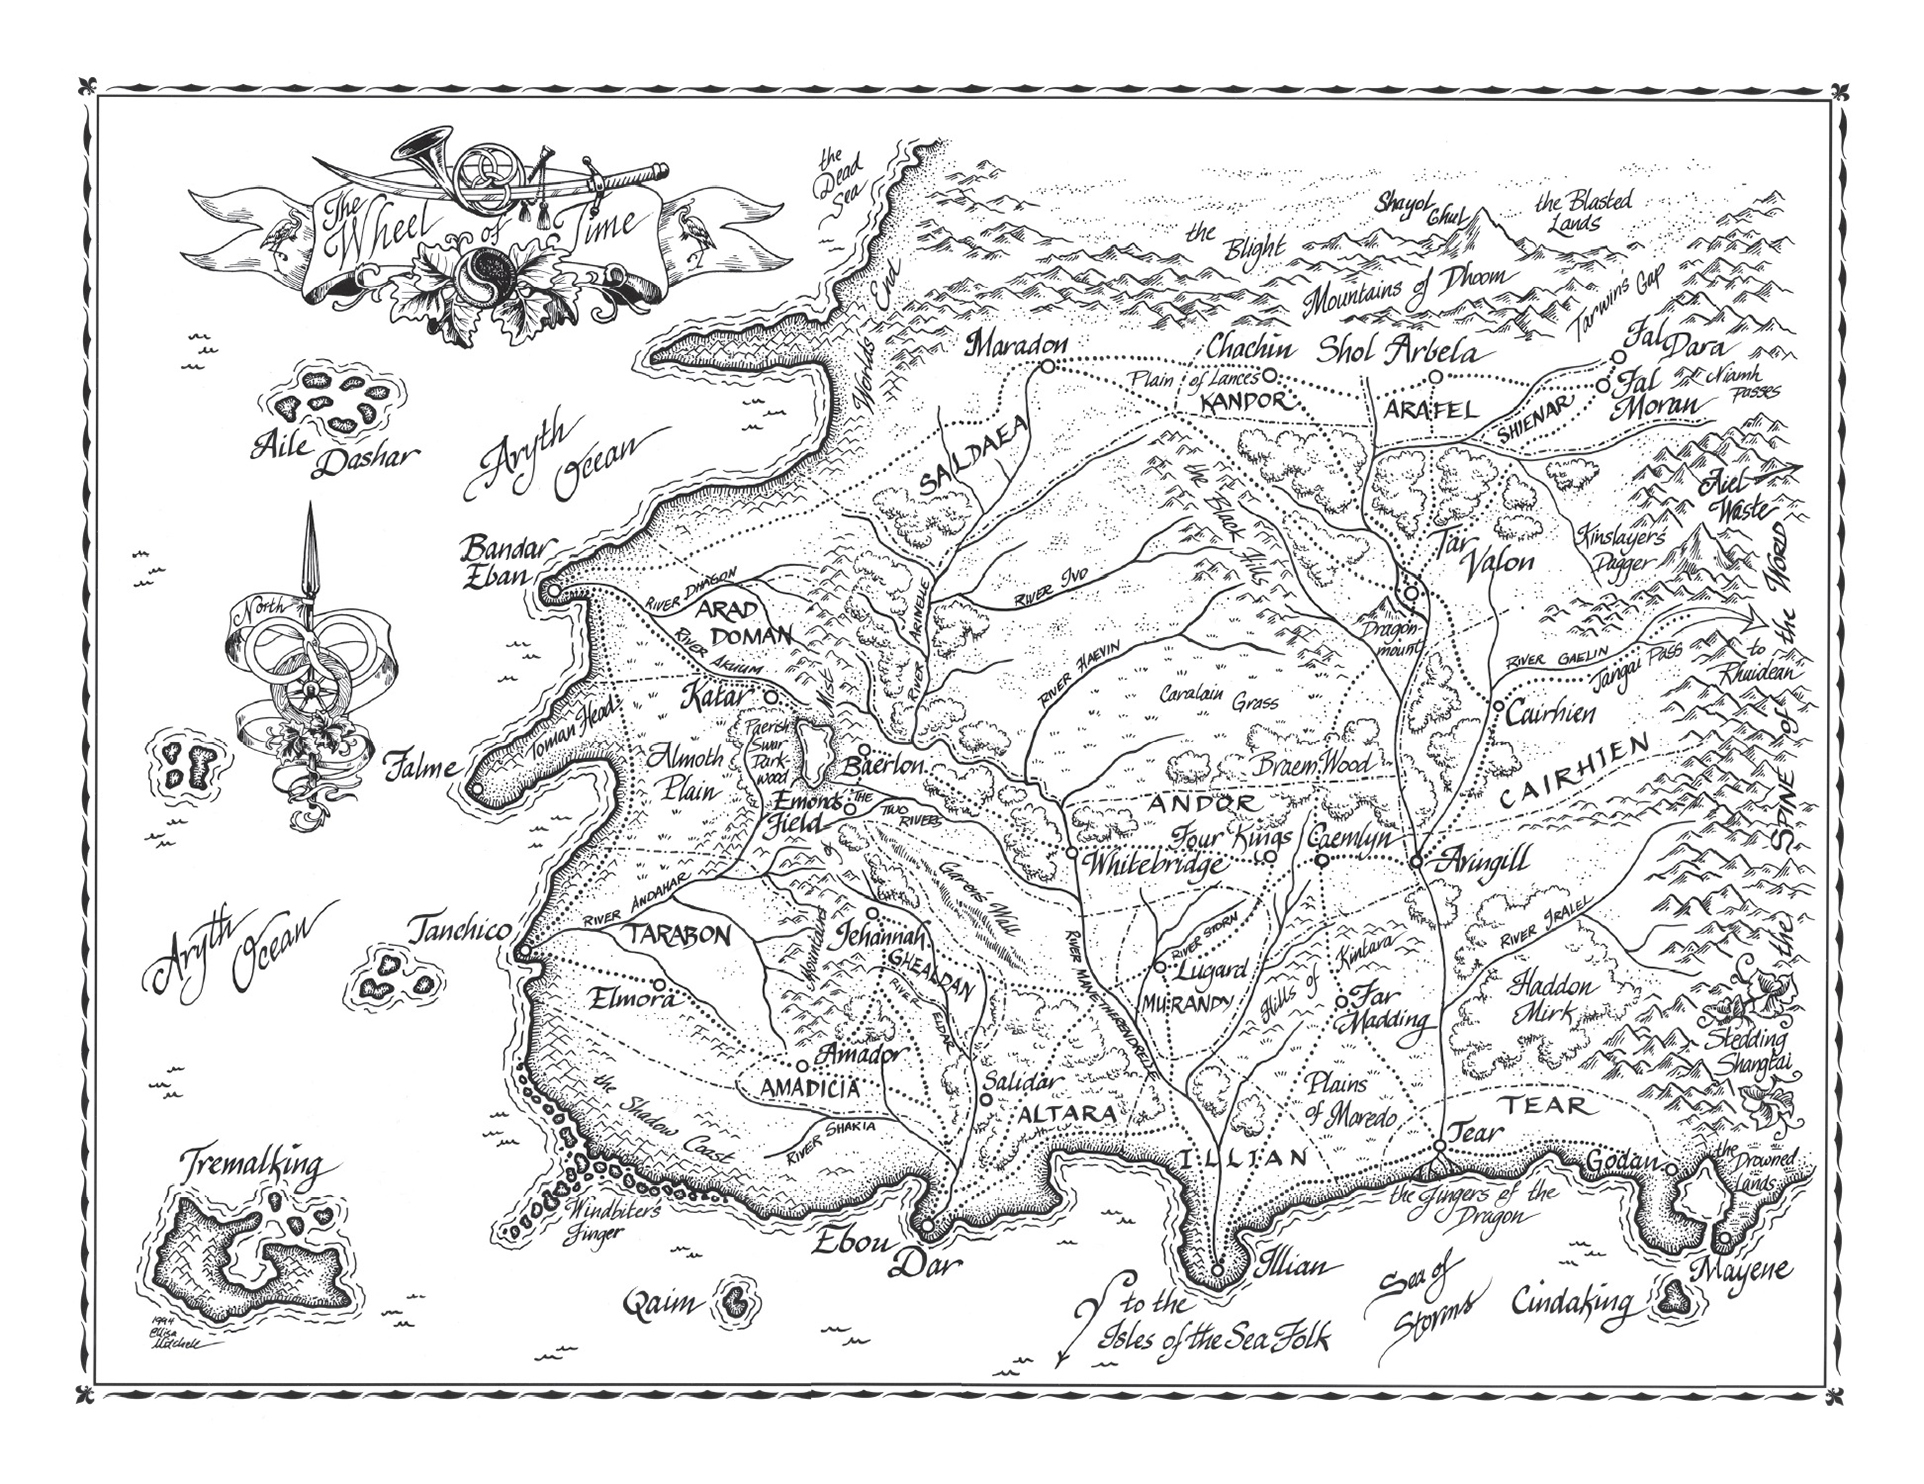 The
Wheel
of
Time
the
Dead
Sea
Shayol
Ghul
the Blasted
Lands
the
Blight
Mountains of Dhoom
Tarwins Gap
Worlds End
Aryth
Ocean
Aile
Dashar
North
Maradon
Chachin
Shol Arbela
Fal
Dara
Plain of Lances
KANDOR
ARAFEL
SHIENAR
Fal
Moran
Niamh
Passes
SALDAEA
the Black Hills
Aiel
Waste
Bandar
Eban
RIVER DHAGON
ARAD
DOMAN
RIVER AKUUM
RIVER ARINELLE
RIVER IVO
Tar
Valon
Kinslayers
Dagger
Dragon-
mount
the SPINE of the WORLD
RIVER HAEVIN
RIVER GAELIN
Jangai Pass
to
Rhuidean
Katar
Mountains of Mist
Caralain Grass
Cairhien
Toman Head
Falme
Almoth
Plain
Paerish
Swar
Dark
wood
Baerlon
Braem Wood
CAIRHIEN
Emonds
Field
THE
TWO
RIVERS
ANDOR
Four Kings
Caemlyn
Whitebridge
Aringill
Garen's Wall
Aryth
Ocean
Tanchico
RIVER ANDAHAR
TARABON
Jehannah
GHEALDAN
RIVER ELDAR
RIVER MANETHERENDRELLE
RIVER STORN
Lugard
MURANDY
Hills of Kintara
RIVER IRALELL
Haddon
Mirk
Far
Madding
Elmora
Stedding
Shangtai
Amador
AMADICIA
Salidar
ALTARA
Plains
of Maredo
TEAR
the Shadow Coast
RIVER SHAKIA
ILLIAN
Tear
Godan
the
Drowned
Lands
Tremalking
Windbiter's
Finger
the Fingers of the
Dragon
Ebou
Dar
Illian
Mayene
Qaim
Sea of
Storms
Cindaking
to the
Isles of the Sea Folk
1994
Ellisa
Mitchell